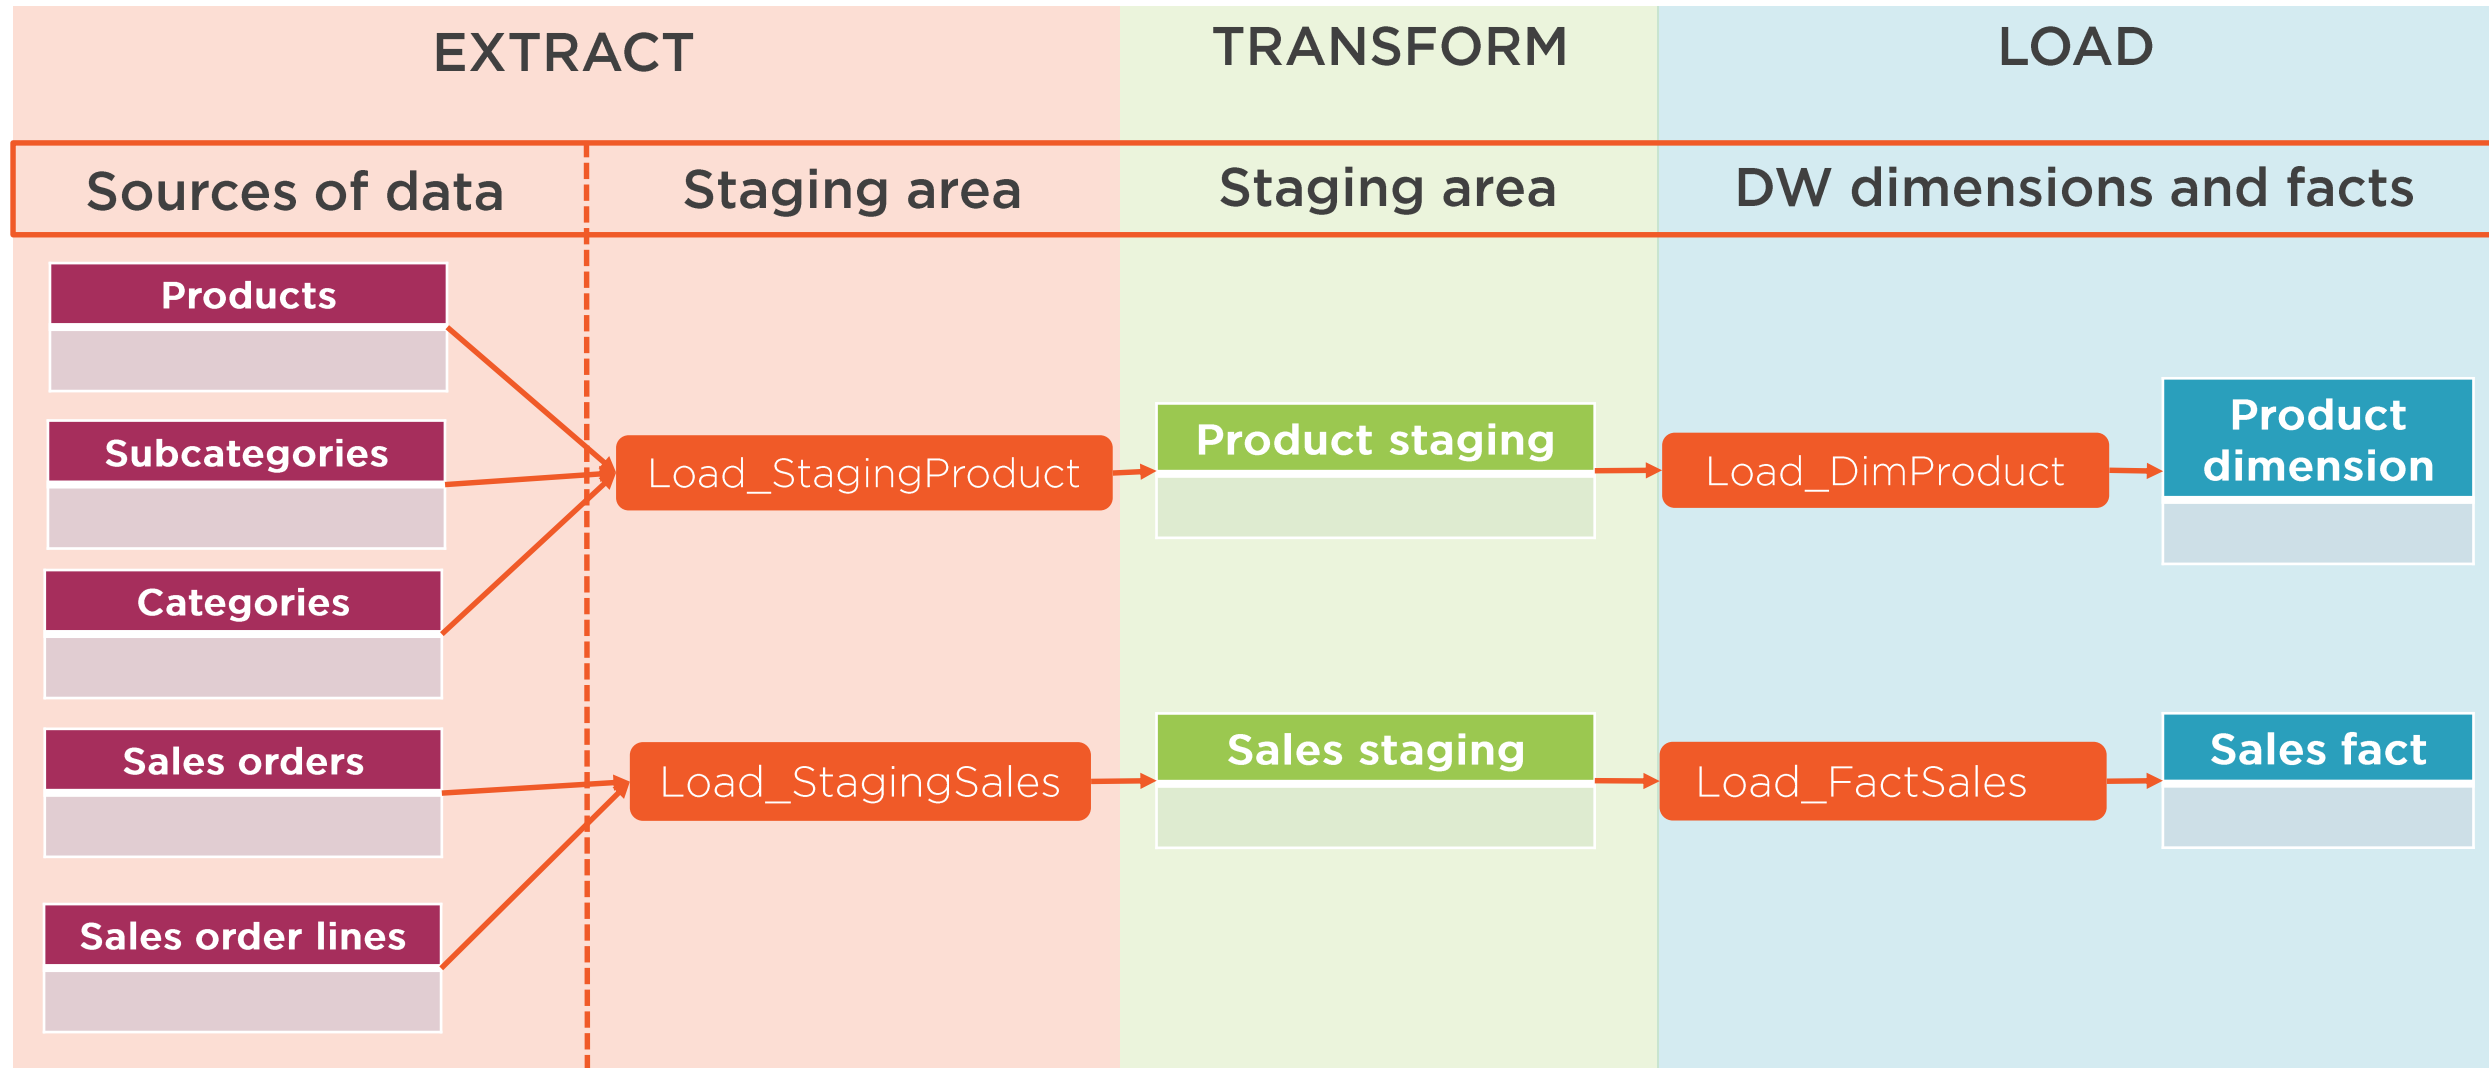 EXTRACT
TRANSFORM
LOAD
Sources of data
Staging area
Staging area
DW dimensions and facts
Products
Subcategories
Categories
Sales orders
Sales order lines
Load_StagingProduct
Load_StagingSales
Product staging
Sales staging
Load_DimProduct
Load_FactSales
Product
dimension
Sales fact